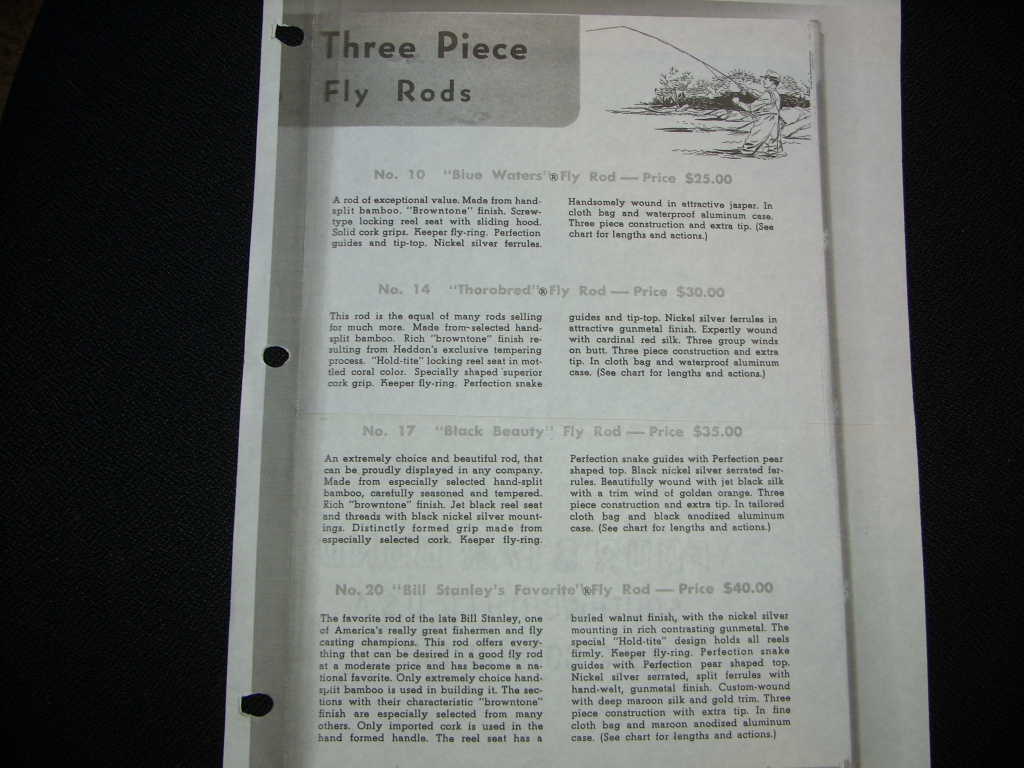 Three Piece
Fly Rods
No. 10 "Blue Waters"® Fly Rod — Price $25.00
A rod of exceptional value. Made from hand-
split bamboo. "Browntone" finish. Screw-
type locking reel seat with sliding hood.
Solid cork grips. Keeper fly-ring. Perfection
guides and tip-top. Nickel silver ferrules.
Handsomely wound in attractive jasper. In
cloth bag and waterproof aluminum case.
Three piece construction and extra tip. (See
chart for lengths and actions.)
No. 14 "Thorobred"® Fly Rod — Price $30.00
This rod is the equal of many rods selling
for much more. Made from selected hand-
split bamboo. Rich "browntone" finish re-
sulting from Heddon's exclusive tempering
process. "Hold-tite" locking reel seat in mot-
tled coral color. Specially shaped superior
cork grip. Keeper fly-ring. Perfection snake
guides and tip-top. Nickel silver ferrules in
attractive gunmetal finish. Expertly wound
with cardinal red silk. Three group winds
on butt. Three piece construction and extra
tip. In cloth bag and waterproof aluminum
case. (See chart for lengths and actions.)
No. 17 "Black Beauty" Fly Rod — Price $35.00
An extremely choice and beautiful rod, that
can be proudly displayed in any company.
Made from especially selected hand-split
bamboo, carefully seasoned and tempered.
Rich "browntone" finish. Jet black reel seat
and threads with black nickel silver mount-
ings. Distinctly formed grip made from
especially selected cork. Keeper fly-ring.
Perfection snake guides with Perfection pear
shaped top. Black nickel silver serrated fer-
rules. Beautifully wound with jet black silk
with a trim wind of golden orange. Three
piece construction and extra tip. In tailored
cloth bag and black anodized aluminum
case. (See chart for lengths and actions.)
No. 20 "Bill Stanley's Favorite"® Fly Rod — Price $40.00
The favorite rod of the late Bill Stanley, one
of America's really great fishermen and fly
casting champions. This rod offers every-
thing that can be desired in a good fly rod
at a moderate price and has become a na-
tional favorite. Only extremely choice hand-
split bamboo is used in building it. The sec-
tions with their characteristic "browntone"
finish are especially selected from many
others. Only imported cork is used in the
hand formed handle. The reel seat has a
burled walnut finish, with the nickel silver
mounting in rich contrasting gunmetal. The
special "Hold-tite" design holds all reels
firmly. Keeper fly-ring. Perfection snake
guides with Perfection pear shaped top.
Nickel silver serrated, split ferrules with
hand-welt, gunmetal finish. Custom-wound
with deep maroon silk and gold trim. Three
piece construction with extra tip. In fine
cloth bag and maroon anodized aluminum
case. (See chart for lengths and actions.)